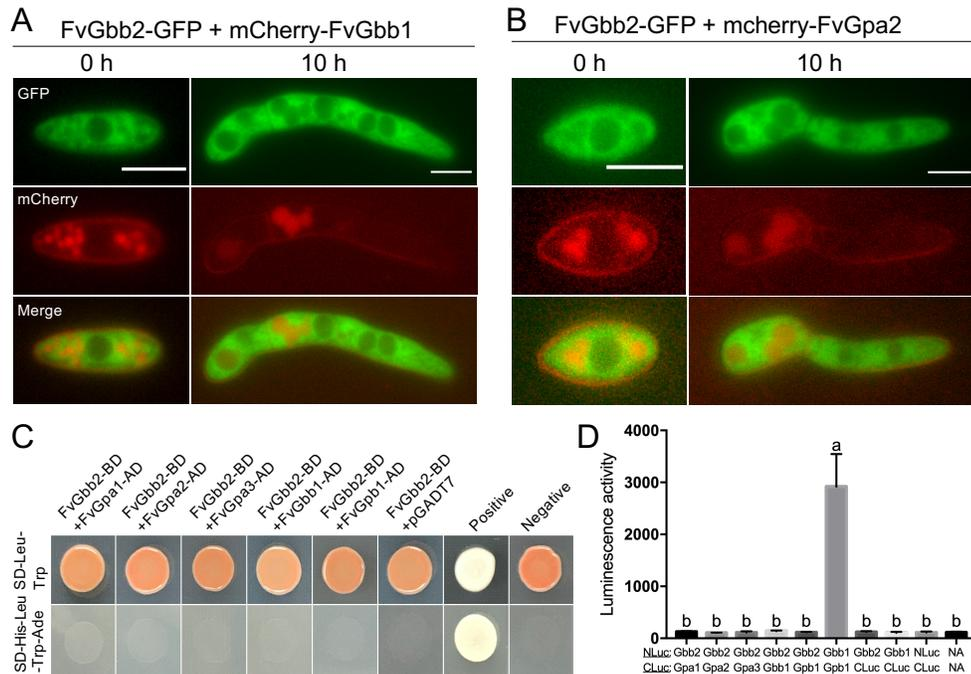 A
FvGbb2-GFP + mCherry-FvGbb1
0 h
10 h
GFP
mCherry
Merge
B
FvGbb2-GFP + mcherry-FvGpa2
0 h
10 h
C
FvGbb2-BD
+FvGpa1-AD
FvGbb2-BD
+FvGpa2-AD
FvGbb2-BD
+FvGpa3-AD
FvGbb2-BD
+FvGbb1-AD
FvGbb2-BD
+FvGpb1-AD
FvGbb2-BD
+pGADT7
Positive
Negative
SD-Leu-
Trp
SD-His-Leu
-Trp-Ade
D
Luminescence activity
4000
3000
2000
1000
0
b b b b b a b b b b
NLuc: Gbb2 Gbb2 Gbb2 Gbb2 Gbb2 Gbb1 Gbb2 Gbb1 NLuc NA
CLuc: Gpa1 Gpa2 Gpa3 Gbb1 Gpb1 Gpb1 CLuc CLuc CLuc NA